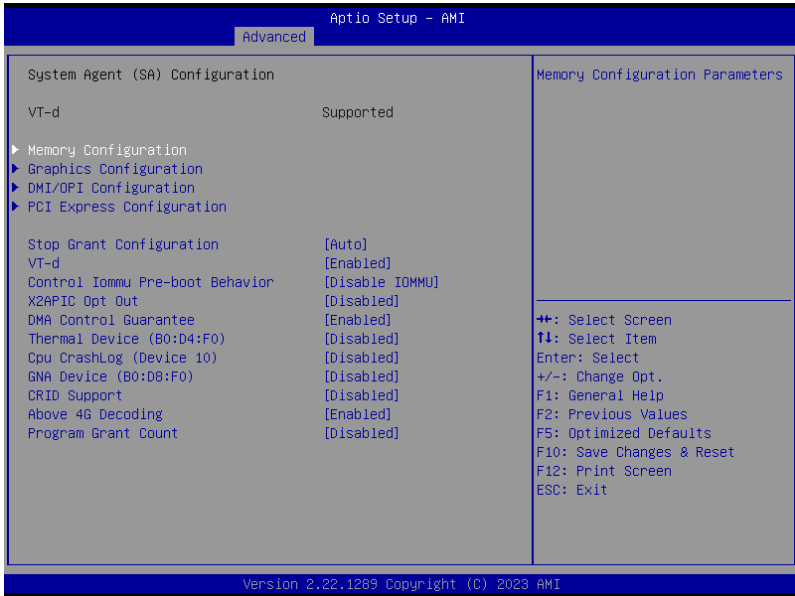 Aptio Setup – AMI
Advanced
System Agent (SA) Configuration
VT-d Supported
Memory Configuration
Graphics Configuration
DMI/OPI Configuration
PCI Express Configuration
Stop Grant Configuration [Auto]
VT-d [Enabled]
Control Iommu Pre-boot Behavior [Disable IOMMU]
X2APIC Opt Out [Disabled]
DMA Control Guarantee [Enabled]
Thermal Device (B0:D4:F0) [Disabled]
Cpu CrashLog (Device 10) [Disabled]
GNA Device (B0:D8:F0) [Disabled]
CRID Support [Disabled]
Above 4G Decoding [Enabled]
Program Grant Count [Disabled]
Memory Configuration Parameters
→←: Select Screen
↑↓: Select Item
Enter: Select
+/-: Change Opt.
F1: General Help
F2: Previous Values
F5: Optimized Defaults
F10: Save Changes & Reset
F12: Print Screen
ESC: Exit
Version 2.22.1289 Copyright (C) 2023 AMI